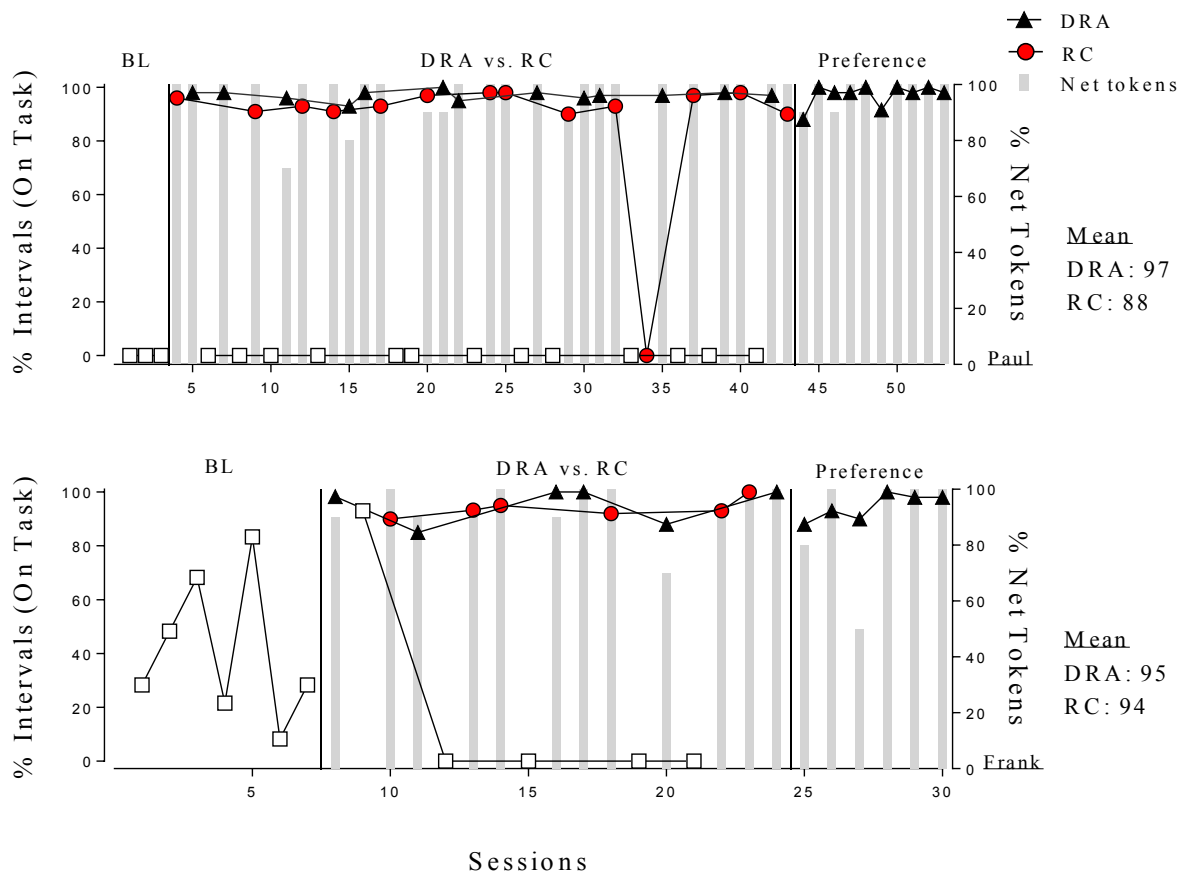 DRA
RC
Net tokens
BL DRA vs. RC Preference
% Intervals (On Task)
100
80
60
40
20
0
100
80
60
40
20
0
% Net Tokens
Mean
DRA: 97
RC: 88
Paul
5 10 15 20 25 30 35 40 45 50
BL DRA vs. RC Preference
% Intervals (On Task)
100
80
60
40
20
0
100
80
60
40
20
0
% Net Tokens
Mean
DRA: 95
RC: 94
Frank
5 10 15 20 25 30
Sessions